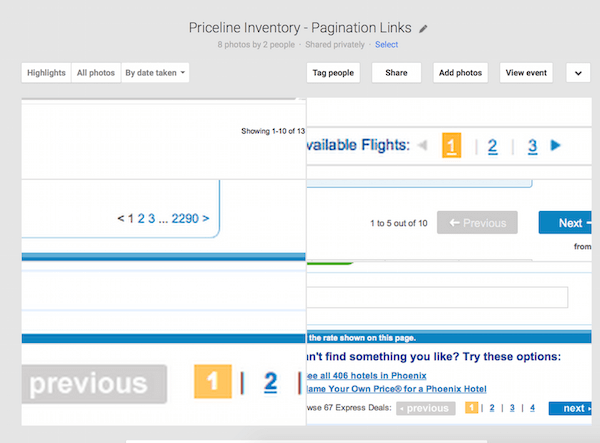 Priceline Inventory - Pagination Links
8 photos by 2 people · Shared privately · Select
Highlights All photos By date taken
Tag people Share Add photos View event
Showing 1-10 of 13
vailable Flights: 1 | 2 | 3
< 1 2 3 ... 2290 >
1 to 5 out of 10 Previous Next
from
the rate shown on this page.
n't find something you like? Try these options:
ee all 406 hotels in Phoenix
ame Your Own Price® for a Phoenix Hotel
wse 67 Express Deals: previous 1 | 2 | 3 | 4 next
previous 1 | 2 |